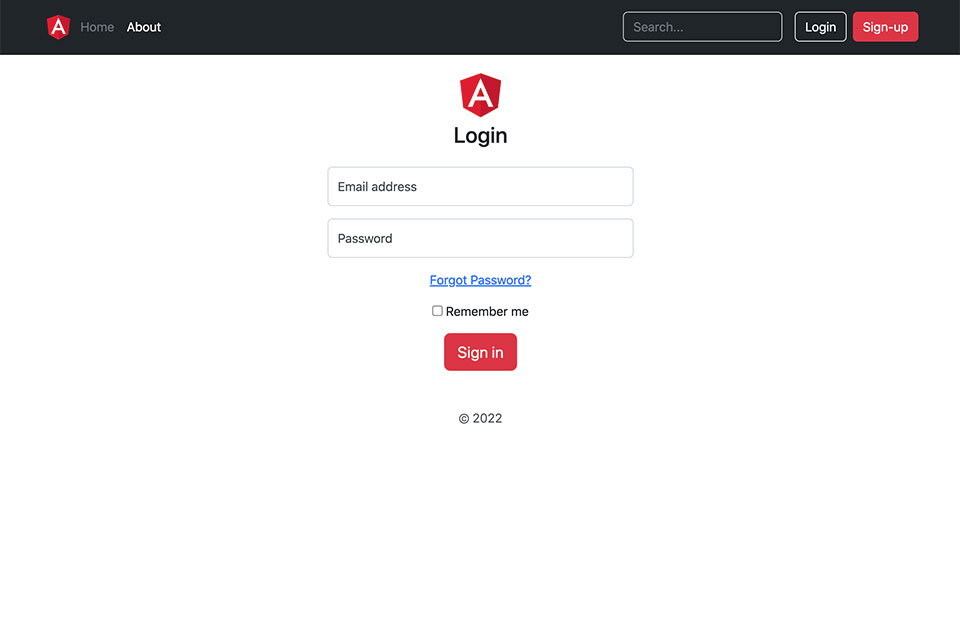 A Home About Search... Login Sign-up
A
Login
Email address
Password
Forgot Password?
Remember me
Sign in
© 2022